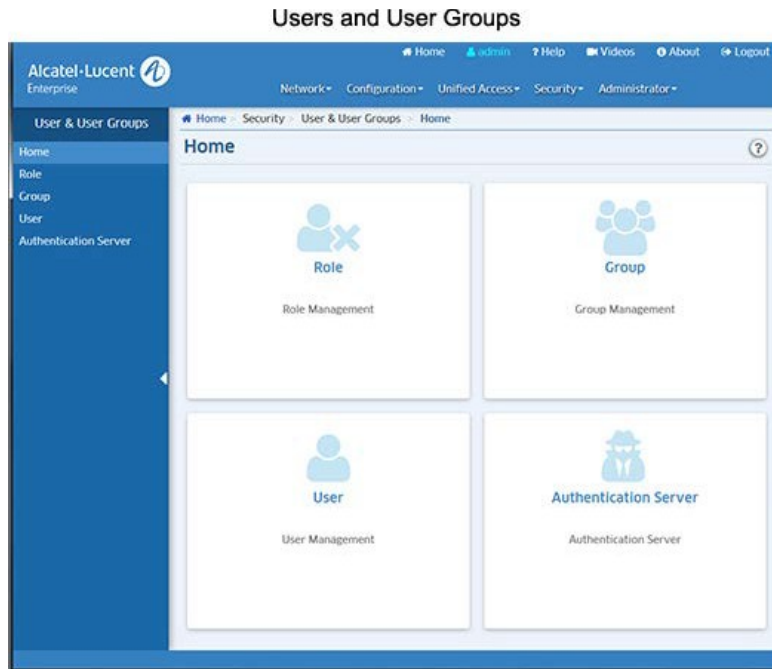 Users and User Groups
Home admin ? Help Videos About Logout
Alcatel·Lucent
Enterprise
Network Configuration Unified Access Security Administrator
User & User Groups
Home
Role
Group
User
Authentication Server
Home > Security > User & User Groups > Home
Home
?
Role
Role Management
Group
Group Management
User
User Management
Authentication Server
Authentication Server